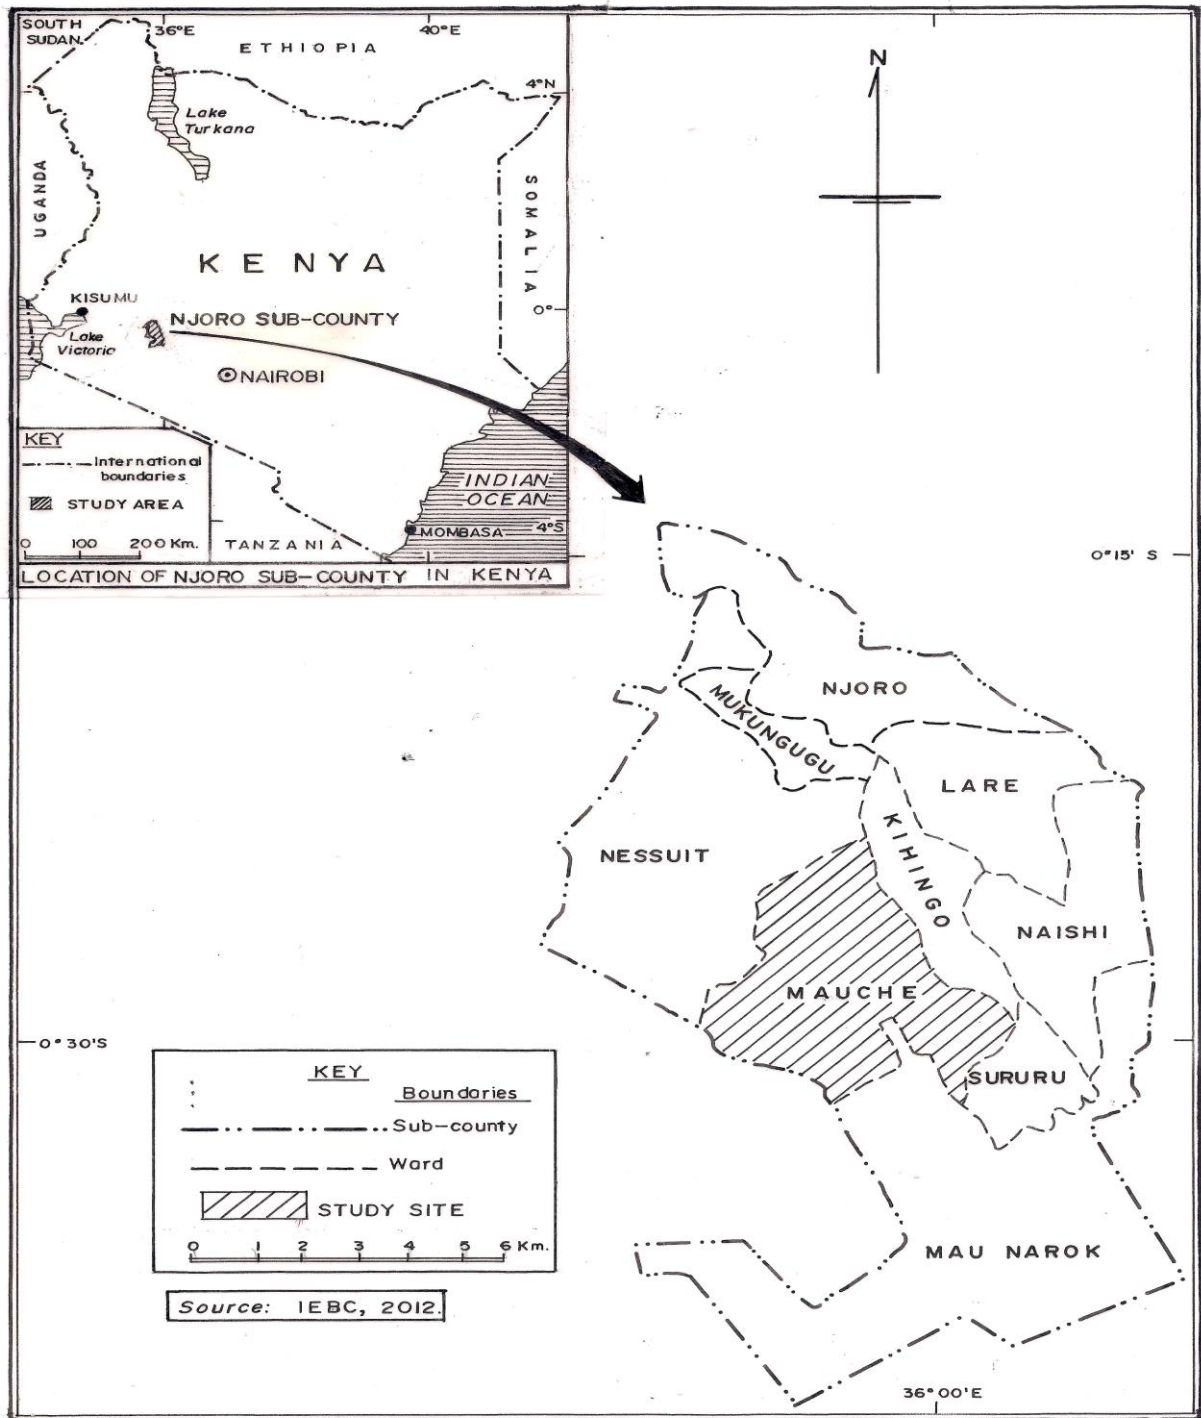 SOUTH
SUDAN
36°E
40°E
ETHIOPIA
4°N
Lake
Turkana
UGANDA
SOMALIA
KENYA
KISUMU
0°
NJORO SUB-COUNTY
Lake
Victoria
NAIROBI
KEY
International
boundaries
STUDY AREA
0 100 200 Km.
INDIAN
OCEAN
MOMBASA
4°S
TANZANIA
LOCATION OF NJORO SUB-COUNTY IN KENYA
N
0°15' S
NJORO
MUKUNGUGU
LARE
KIHINGO
NESSUIT
NAISHI
MAUCHE
0°30'S
SURURU
KEY
Boundaries
Sub-county
Ward
STUDY SITE
0 1 2 3 4 5 6 Km.
MAU NAROK
Source: IEBC, 2012.
36°00'E